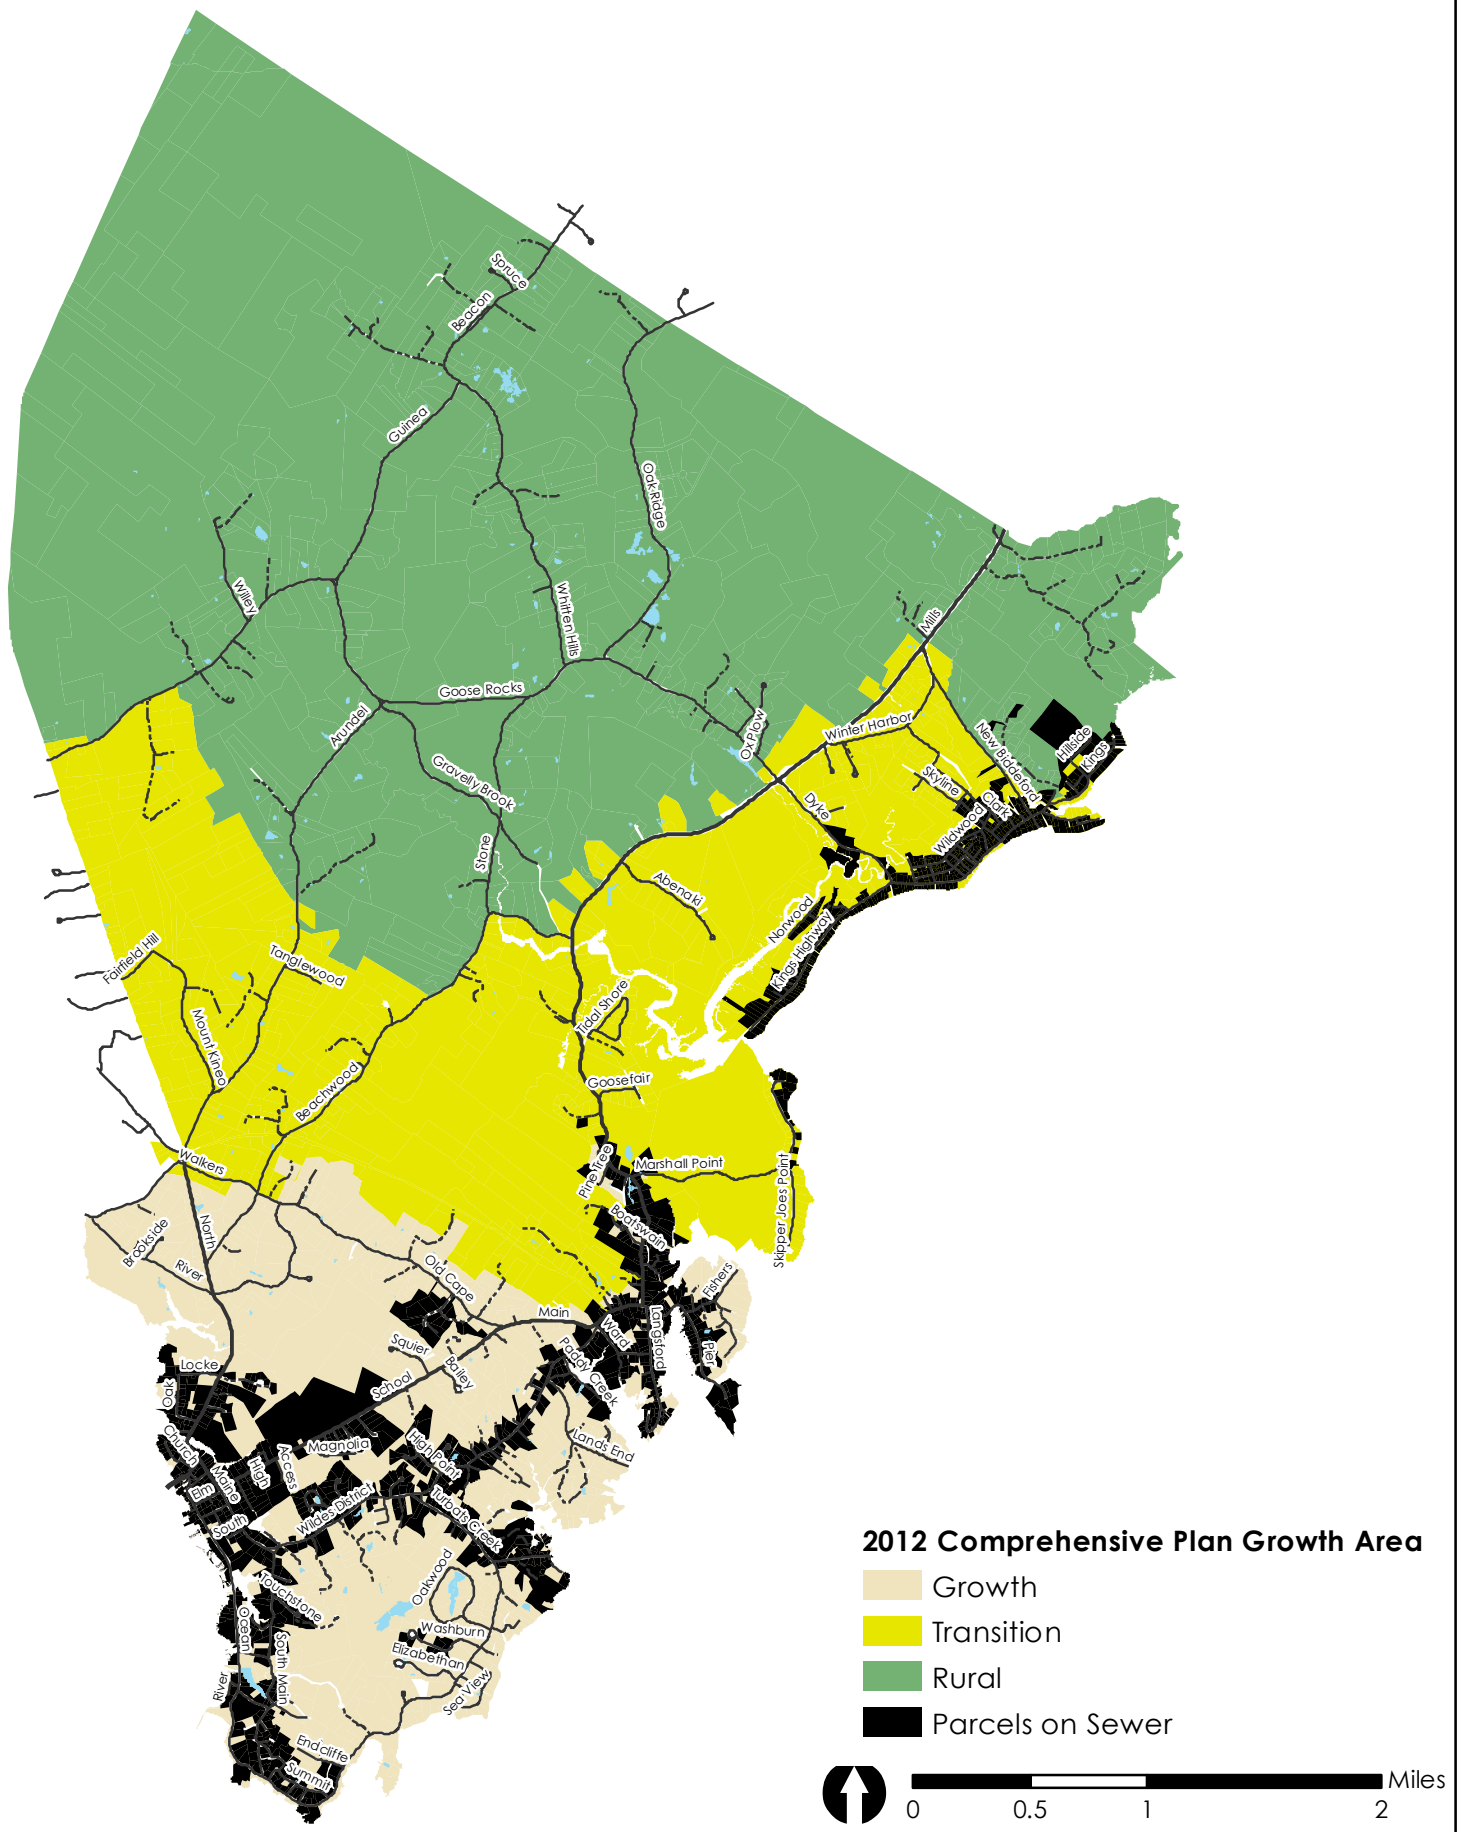 Spruce
Beacon
Guinea
Oak Ridge
Willey
Whitten Hills
Mills
Goose Rocks
Arundel
Ox Plow
Winter Harbor
New Biddeford
Hillside
Kings
Gravelly Brook
Skyline
Clark
Dyke
Wildwood
Stone
Abenaki
Norwood
Kings Highway
Fairfield Hill
Tanglewood
Tidal Shore
Mount Kineo
Beachwood
Goosefair
Walkers
Pine Tree
Marshall Point
Skipper Joes Point
Boatswain
North
Brookside
River
Old Cape
Fishers
Main
Ward
Langsford
Pier
Locke
Squier
Bailey
Paddy Creek
Oak
School
Church
Magnolia
High Point
Lands End
Maine
High
Access
Elm
South
Wildes District
Turbats Creek
Touchstone
Oakwood
Ocean
South Main
Washburn
Elizabethan
River
Sea View
Endcliffe
Summit
2012 Comprehensive Plan Growth Area
Growth
Transition
Rural
Parcels on Sewer
Miles
0 0.5 1 2